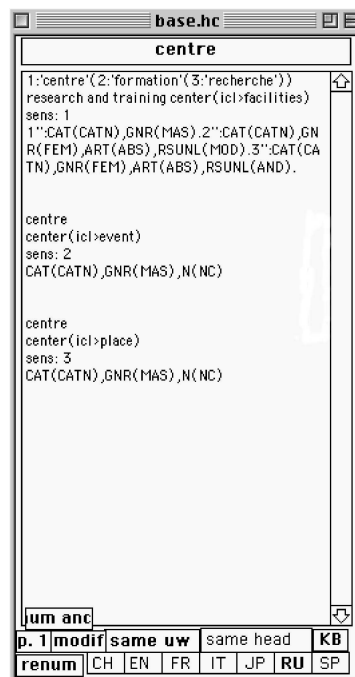 base.hc
centre
1:'centre'(2:'formation'(3:'recherche'))
research and training center(icl>facilities)
sens: 1
1'':CAT(CATN),GNR(MAS).2'':CAT(CATN),GN
R(FEM),ART(ABS),RSUNL(MOD).3'':CAT(CA
TN),GNR(FEM),ART(ABS),RSUNL(AND).
centre
center(icl>event)
sens: 2
CAT(CATN),GNR(MAS),N(NC)
centre
center(icl>place)
sens: 3
CAT(CATN),GNR(MAS),N(NC)
num anc
p. 1 modif same uw same head KB
renum CH EN FR IT JP RU SP